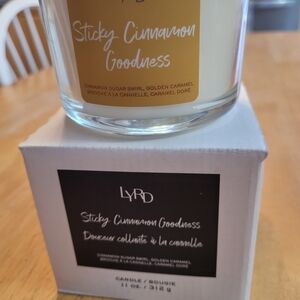 Sticky Cinnamon
Goodness
CINNAMON SUGAR SWIRL, GOLDEN CARAMEL
BRIOCHE À LA CANNELLE, CARAMEL DORÉ
LYRD
Sticky Cinnamon Goodness
Douceur collante à la cannelle
CINNAMON SUGAR SWIRL, GOLDEN CARAMEL
BRIOCHE À LA CANNELLE, CARAMEL DORÉ
CANDLE / BOUGIE
11 OZ. / 312 g